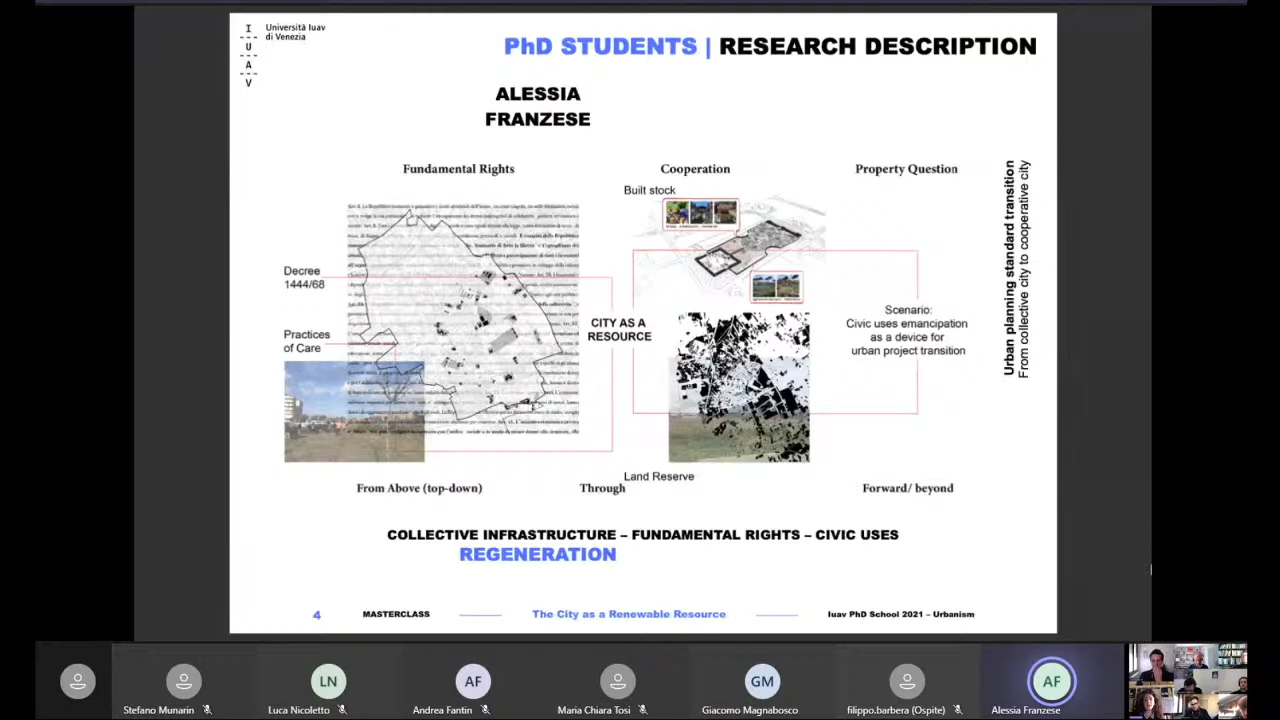 I
U
A
V
Università Iuav
di Venezia
PhD STUDENTS | RESEARCH DESCRIPTION
ALESSIA
FRANZESE
Fundamental Rights
Cooperation
Property Question
Built stock
Decree
1444/68
Practices
of Care
CITY AS A
RESOURCE
Scenario:
Civic uses emancipation
as a device for
urban project transition
Urban planning standard transition
From collective city to cooperative city
Land Reserve
From Above (top-down)
Through
Forward/ beyond
COLLECTIVE INFRASTRUCTURE – FUNDAMENTAL RIGHTS – CIVIC USES
REGENERATION
4
MASTERCLASS
The City as a Renewable Resource
Iuav PhD School 2021 – Urbanism
LN
AF
GM
AF
Stefano Munarin
Luca Nicoletto
Andrea Fantin
Maria Chiara Tosi
Giacomo Magnabosco
filippo.barbera (Ospite)
Alessia Franzese